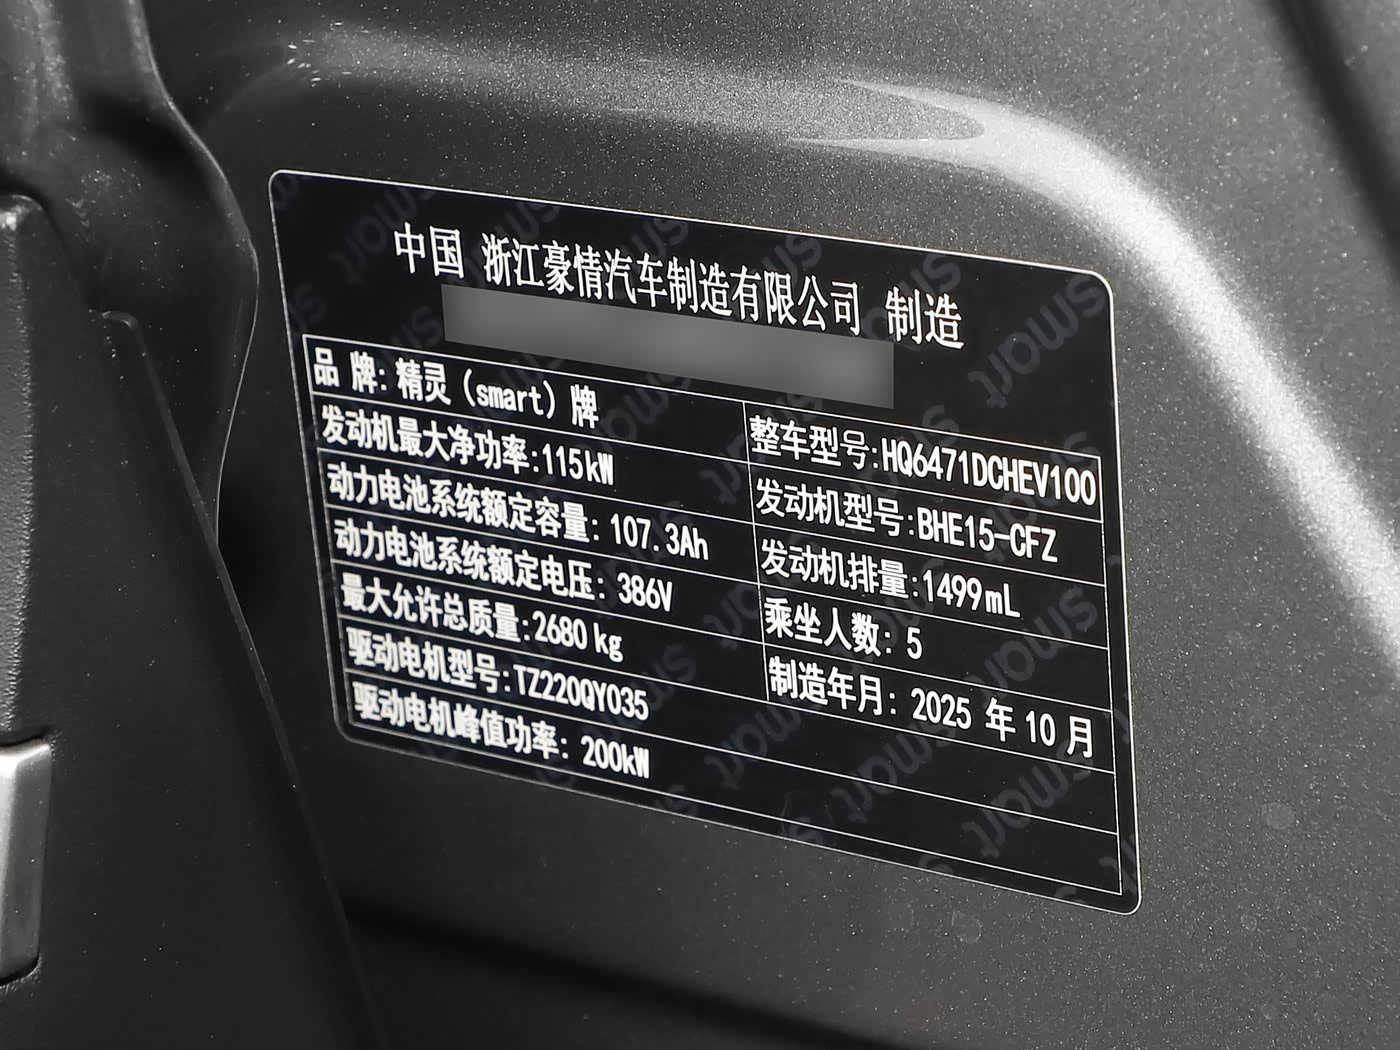 中国 浙江豪情汽车制造有限公司 制造
品 牌: 精灵 (smart) 牌
整车型号:HQ6471DCHEV100
发动机最大净功率:115kW
发动机型号:BHE15-CFZ
动力电池系统额定容量: 107.3Ah
发动机排量:1499mL
动力电池系统额定电压: 386V
乘坐人数: 5
最大允许总质量:2680 kg
制造年月: 2025 年 10 月
驱动电机型号:TZ220QY035
驱动电机峰值功率: 200kW